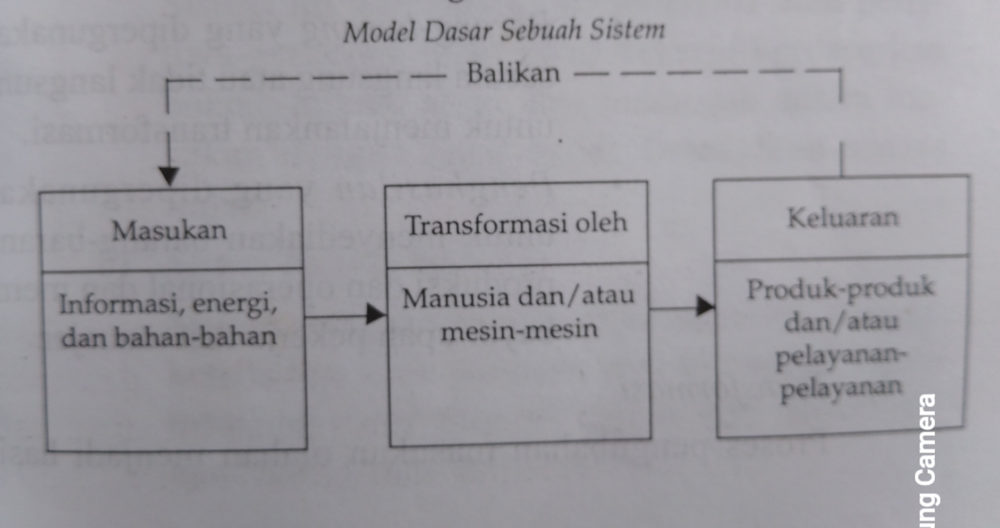 Model Dasar Sebuah Sistem
Balikan
Masukan
Informasi, energi,
dan bahan-bahan
Transformasi oleh
Manusia dan/atau
mesin-mesin
Keluaran
Produk-produk
dan/atau
pelayanan-
pelayanan
Camera